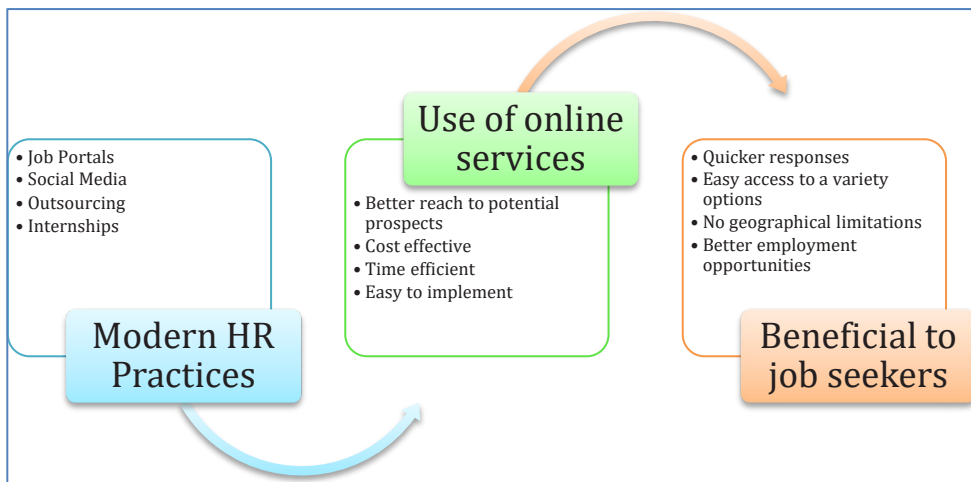 • Job Portals
• Social Media
• Outsourcing
• Internships
Modern HR
Practices
Use of online
services
• Better reach to potential
prospects
• Cost effective
• Time efficient
• Easy to implement
• Quicker responses
• Easy access to a variety
options
• No geographical limitations
• Better employment
opportunities
Beneficial to
job seekers